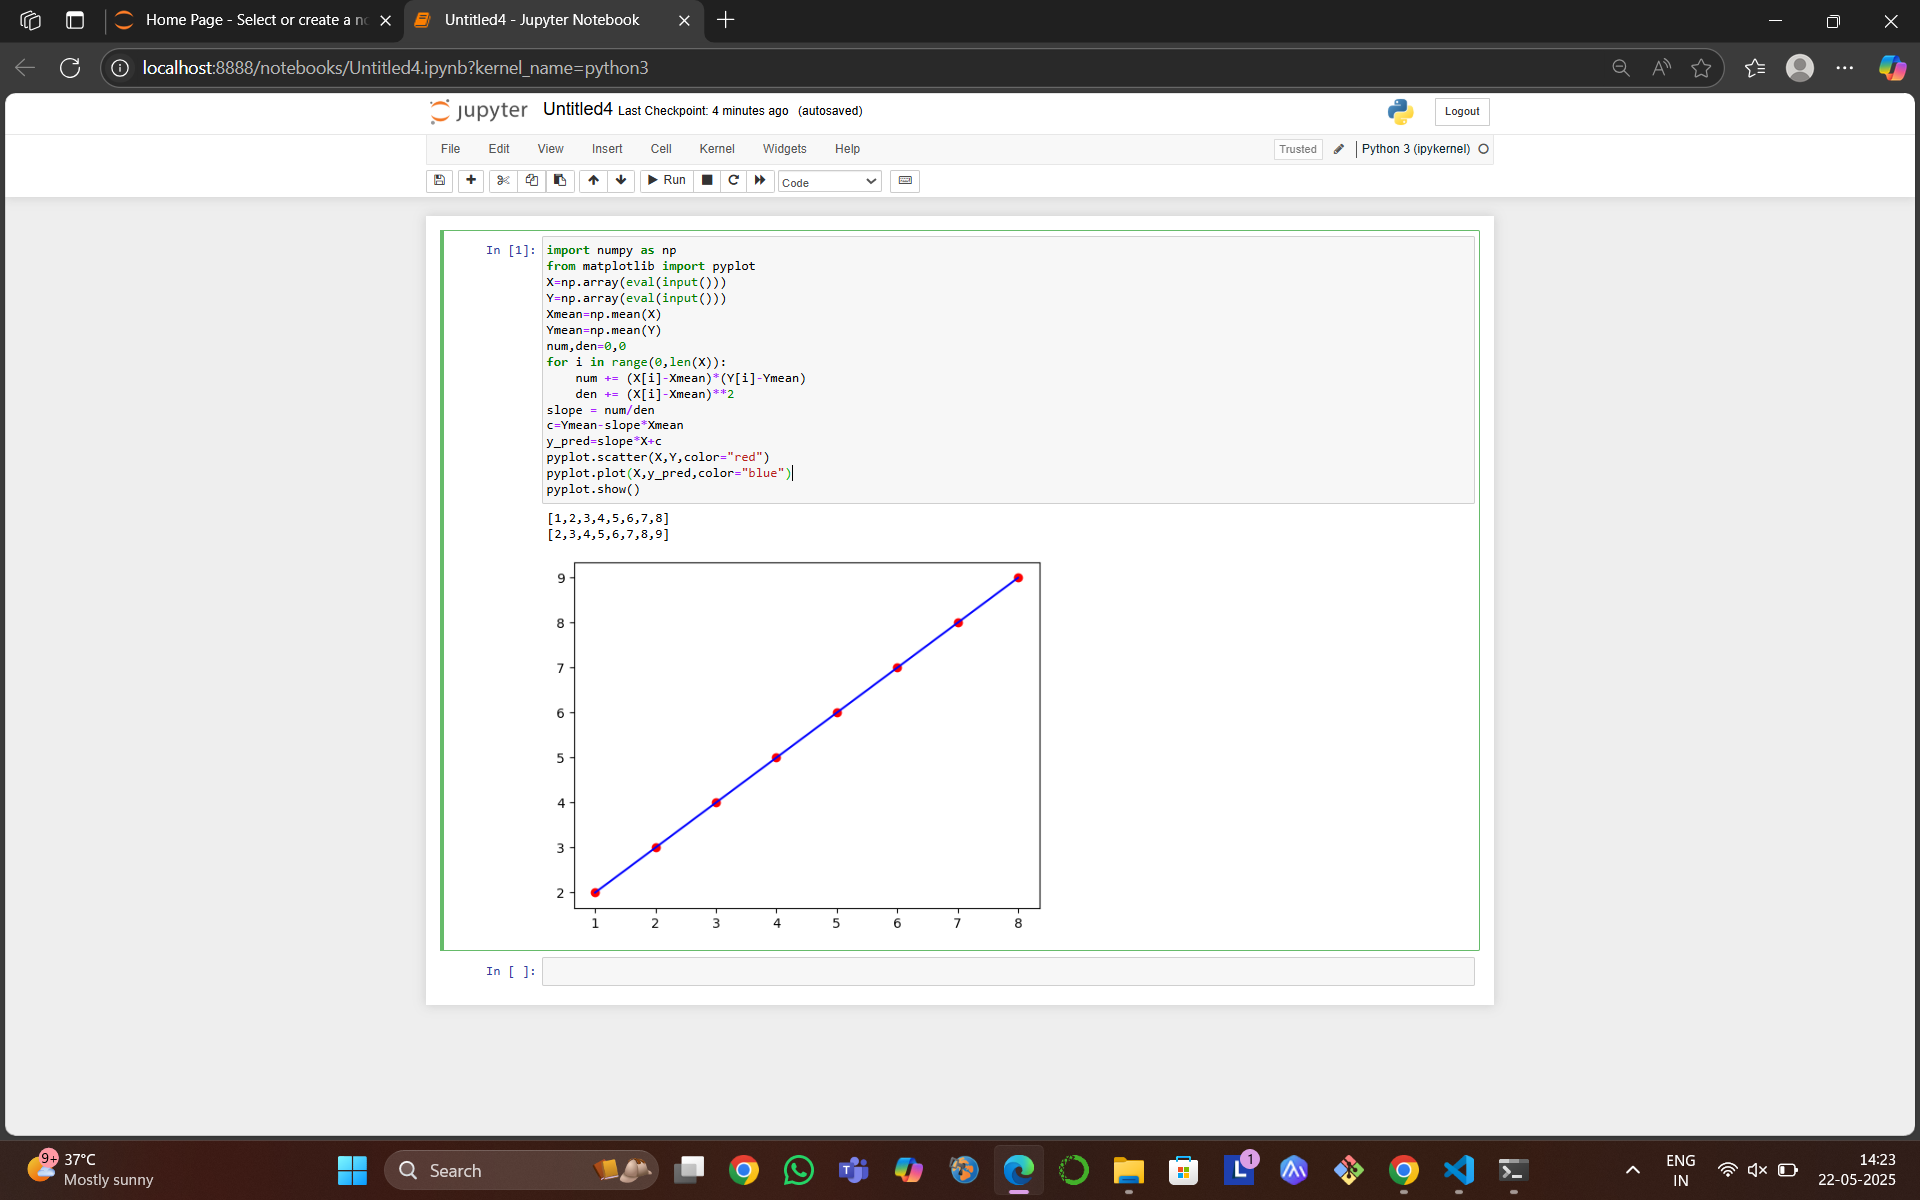 Home Page - Select or create a n
Untitled4 - Jupyter Notebook
localhost:8888/notebooks/Untitled4.ipynb?kernel_name=python3
jupyter Untitled4 Last Checkpoint: 4 minutes ago (autosaved)
Logout
File Edit View Insert Cell Kernel Widgets Help
Trusted
Python 3 (ipykernel)
Run
Code
In [1]:
import numpy as np
from matplotlib import pyplot
X=np.array(eval(input()))
Y=np.array(eval(input()))
Xmean=np.mean(X)
Ymean=np.mean(Y)
num,den=0,0
for i in range(0,len(X)):
    num += (X[i]-Xmean)*(Y[i]-Ymean)
    den += (X[i]-Xmean)**2
slope = num/den
c=Ymean-slope*Xmean
y_pred=slope*X+c
pyplot.scatter(X,Y,color="red")
pyplot.plot(X,y_pred,color="blue")
pyplot.show()
[1,2,3,4,5,6,7,8]
[2,3,4,5,6,7,8,9]
9
8
7
6
5
4
3
2
1 2 3 4 5 6 7 8
In [ ]:
9+
37°C
Mostly sunny
Search
T
L
1
ENG
IN
14:23
22-05-2025